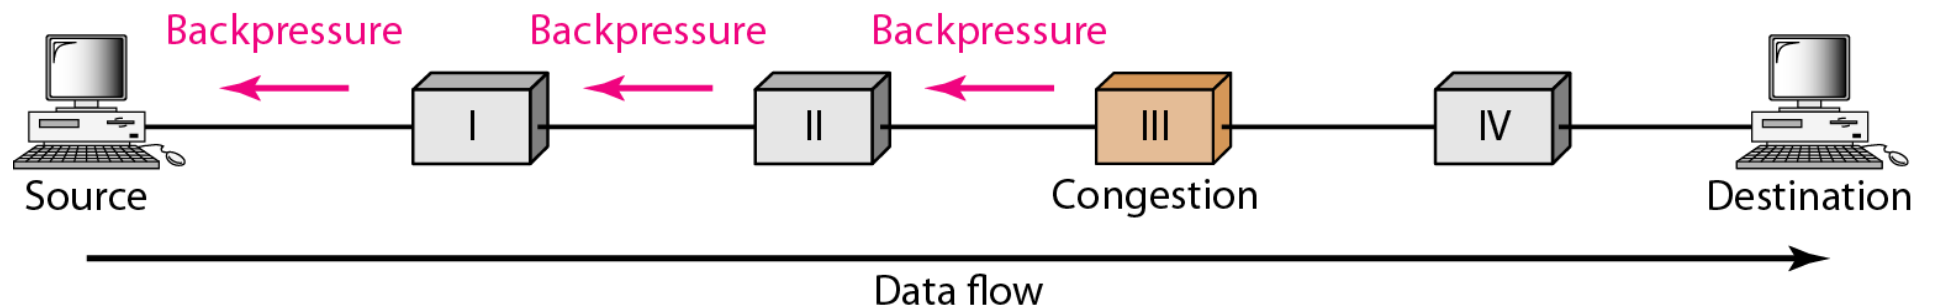 Backpressure Backpressure Backpressure
I II III IV
Source Congestion Destination
Data flow